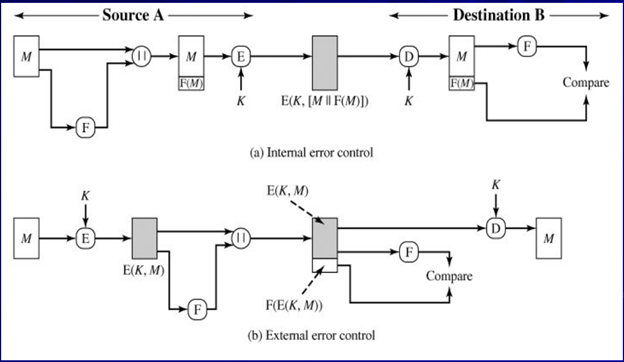 Source A
Destination B
M
||
M
E
D
M
F
F(M)
F(M)
Compare
K
E(K, [M || F(M)])
K
F
(a) Internal error control
K
E(K, M)
K
M
E
||
D
M
F
E(K, M)
Compare
F
F(E(K, M))
(b) External error control